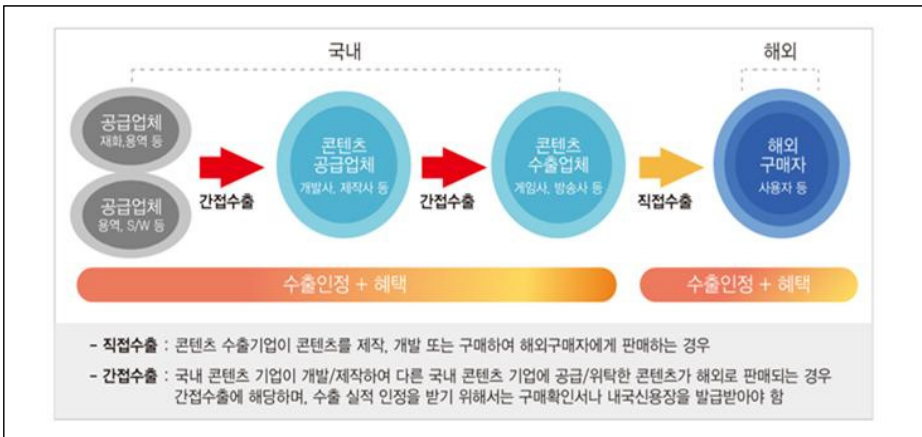 국내
해외
공급업체
재화,용역 등
공급업체
용역, S/W 등
간접수출
콘텐츠
공급업체
개발사, 제작사 등
간접수출
콘텐츠
수출업체
게임사, 방송사 등
직접수출
해외
구매자
사용자 등
수출인정 + 혜택
수출인정 + 혜택
- 직접수출 : 콘텐츠 수출기업이 콘텐츠를 제작, 개발 또는 구매하여 해외구매자에게 판매하는 경우
- 간접수출 : 국내 콘텐츠 기업이 개발/제작하여 다른 국내 콘텐츠 기업에 공급/위탁한 콘텐츠가 해외로 판매되는 경우
간접수출에 해당하며, 수출 실적 인정을 받기 위해서는 구매확인서나 내국신용장을 발급받아야 함